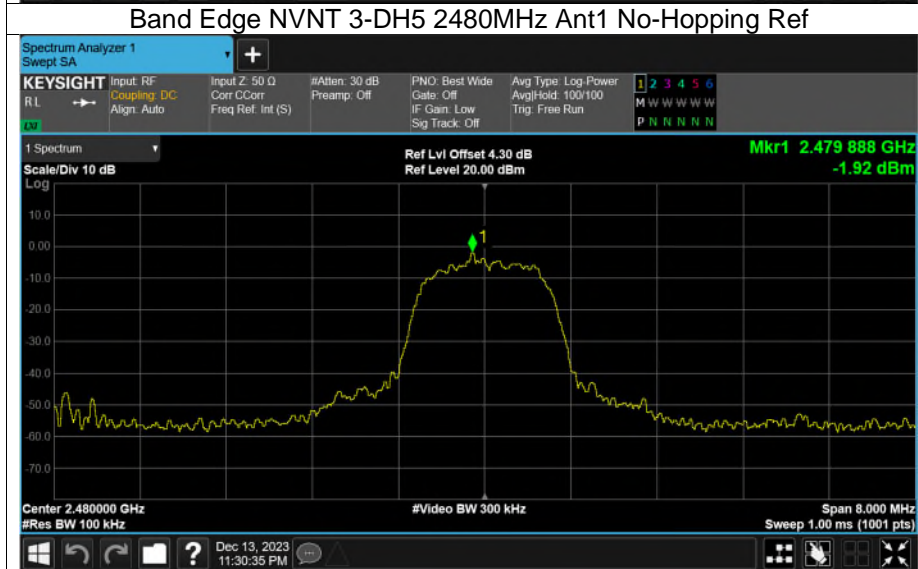 Band Edge NVNT 3-DH5 2480MHz Ant1 No-Hopping Ref
Spectrum Analyzer 1
Swept SA
+
KEYSIGHT
RL
LXI
Input: RF
Coupling: DC
Align: Auto
Input Z: 50 Ω
Corr CCorr
Freq Ref: Int (S)
#Atten: 30 dB
Preamp: Off
PNO: Best Wide
Gate: Off
IF Gain: Low
Sig Track: Off
Avg Type: Log-Power
Avg|Hold: 100/100
Trig: Free Run
1 2 3 4 5 6
M W W W W W
P N N N N N
1 Spectrum
Scale/Div 10 dB
Log
Ref Lvl Offset 4.30 dB
Ref Level 20.00 dBm
Mkr1 2.479 888 GHz
-1.92 dBm
1
10.0
0.00
-10.0
-20.0
-30.0
-40.0
-50.0
-60.0
-70.0
Center 2.480000 GHz
#Res BW 100 kHz
#Video BW 300 kHz
Span 8.000 MHz
Sweep 1.00 ms (1001 pts)
?
Dec 13, 2023
11:30:35 PM